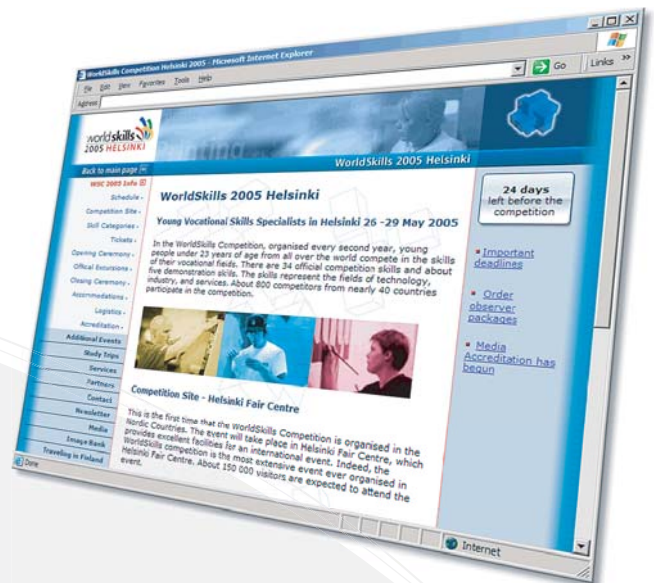 WorldSkills Competition Helsinki 2005 - Microsoft Internet Explorer
File Edit View Favorites Tools Help
Address
Go
Links »
world skills
2005 HELSINKI
WorldSkills 2005 Helsinki
Back to main page
WSC 2005 Info
Schedule
Competition Site
Skill Categories
Tickets
Opening Ceremony
Offical Excursions
Closing Ceremony
Accommodations
Logistics
Accreditation
Additional Events
Study Trips
Services
Partners
Contact
Newsletter
Media
Image Bank
Traveling in Finland
WorldSkills 2005 Helsinki
Young Vocational Skills Specialists in Helsinki 26 -29 May 2005
In the WorldSkills Competition, organised every second year, young
people under 23 years of age from all over the world compete in the skills
of their vocational fields. There are 34 official competition skills and about
five demonstration skills. The skills represent the fields of technology,
industry, and services. About 800 competitors from nearly 40 countries
participate in the competition.
Competition Site - Helsinki Fair Centre
This is the first time that the WorldSkills Competition is organised in the
Nordic Countries. The event will take place in Helsinki Fair Centre, which
provides excellent facilities for an international event. Indeed, the
WorldSkills competition is the most extensive event ever organised in
Helsinki Fair Centre. About 150 000 visitors are expected to attend the
event.
24 days
left before the
competition
Important
deadlines
Order
observer
packages
Media
Accreditation has
begun
Done
Internet